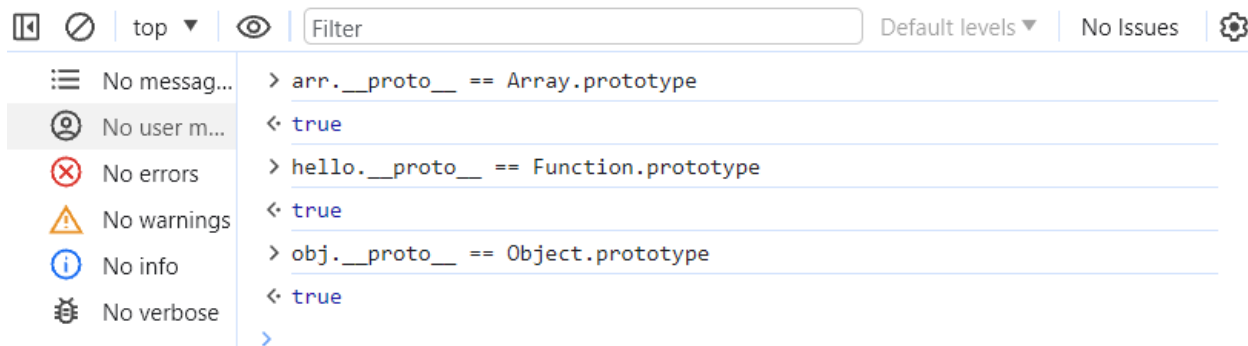 top ▼ Filter Default levels ▼ No Issues
No messag...
No user m...
No errors
No warnings
No info
No verbose
> arr.__proto__ == Array.prototype
true
> hello.__proto__ == Function.prototype
true
> obj.__proto__ == Object.prototype
true
>